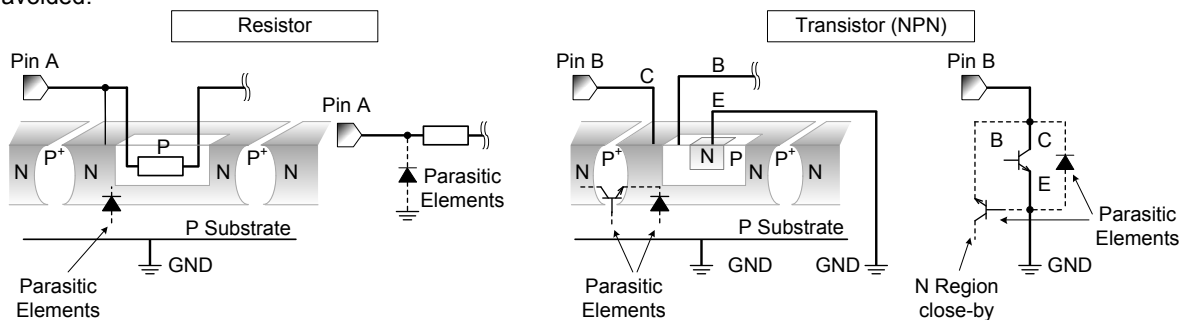 avoided.
Resistor
Transistor (NPN)
Pin A
Pin A
P
N
P+
N
N
P+
N
Parasitic
Elements
P Substrate
GND
Parasitic
Elements
Pin B
C
B
E
N
P+
N
N
P
N
P+
N
P Substrate
GND
GND
Parasitic
Elements
Pin B
B
C
E
Parasitic
Elements
GND
N Region
close-by